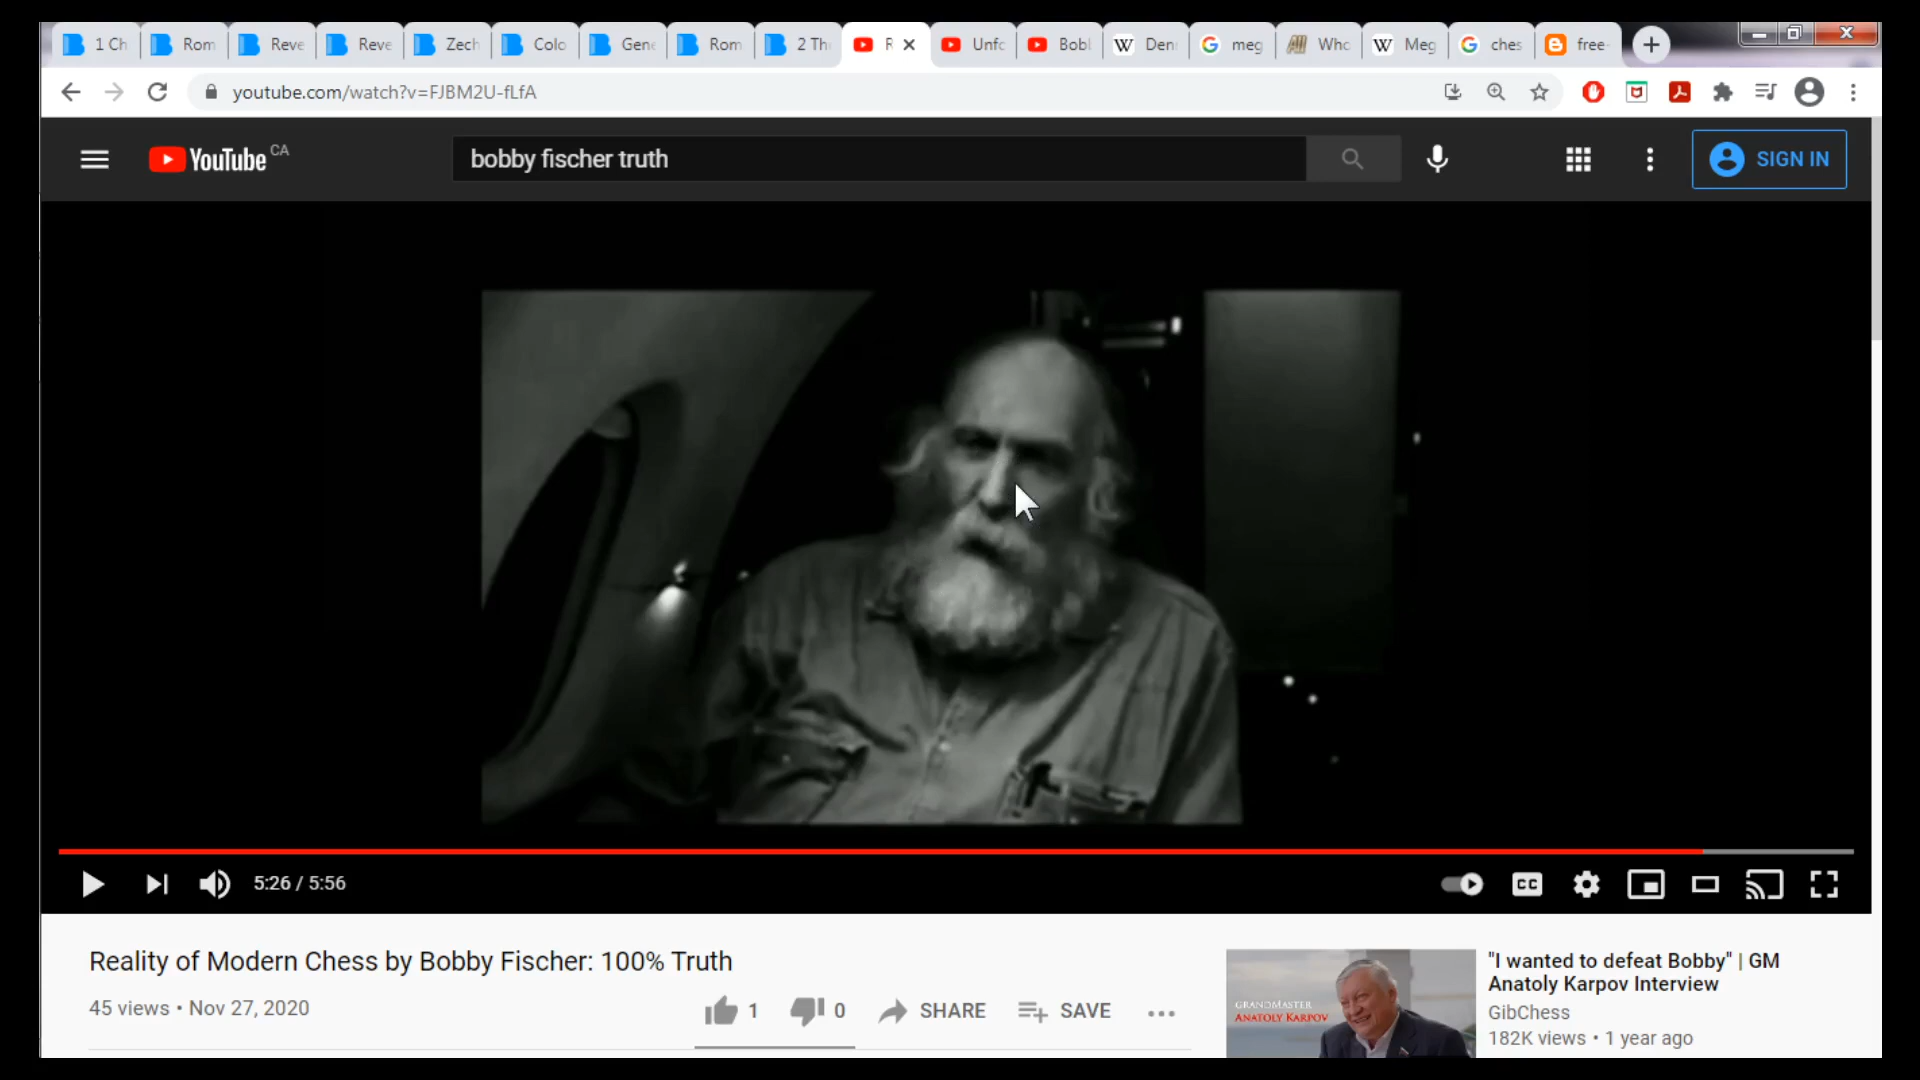 1 Ch
Rom
Reve
Reve
Zech
Colo
Gene
Rom
2 Th
Unfo
Bobl
Den
meg
Who
Meg
ches
free-
youtube.com/watch?v=FJBM2U-fLfA
YouTube CA
bobby fischer truth
SIGN IN
5:26 / 5:56
CC
Reality of Modern Chess by Bobby Fischer: 100% Truth
45 views • Nov 27, 2020
1
0
SHARE
SAVE
GRANDMASTER
ANATOLY KARPOV
"I wanted to defeat Bobby" | GM
Anatoly Karpov Interview
GibChess
182K views • 1 year ago